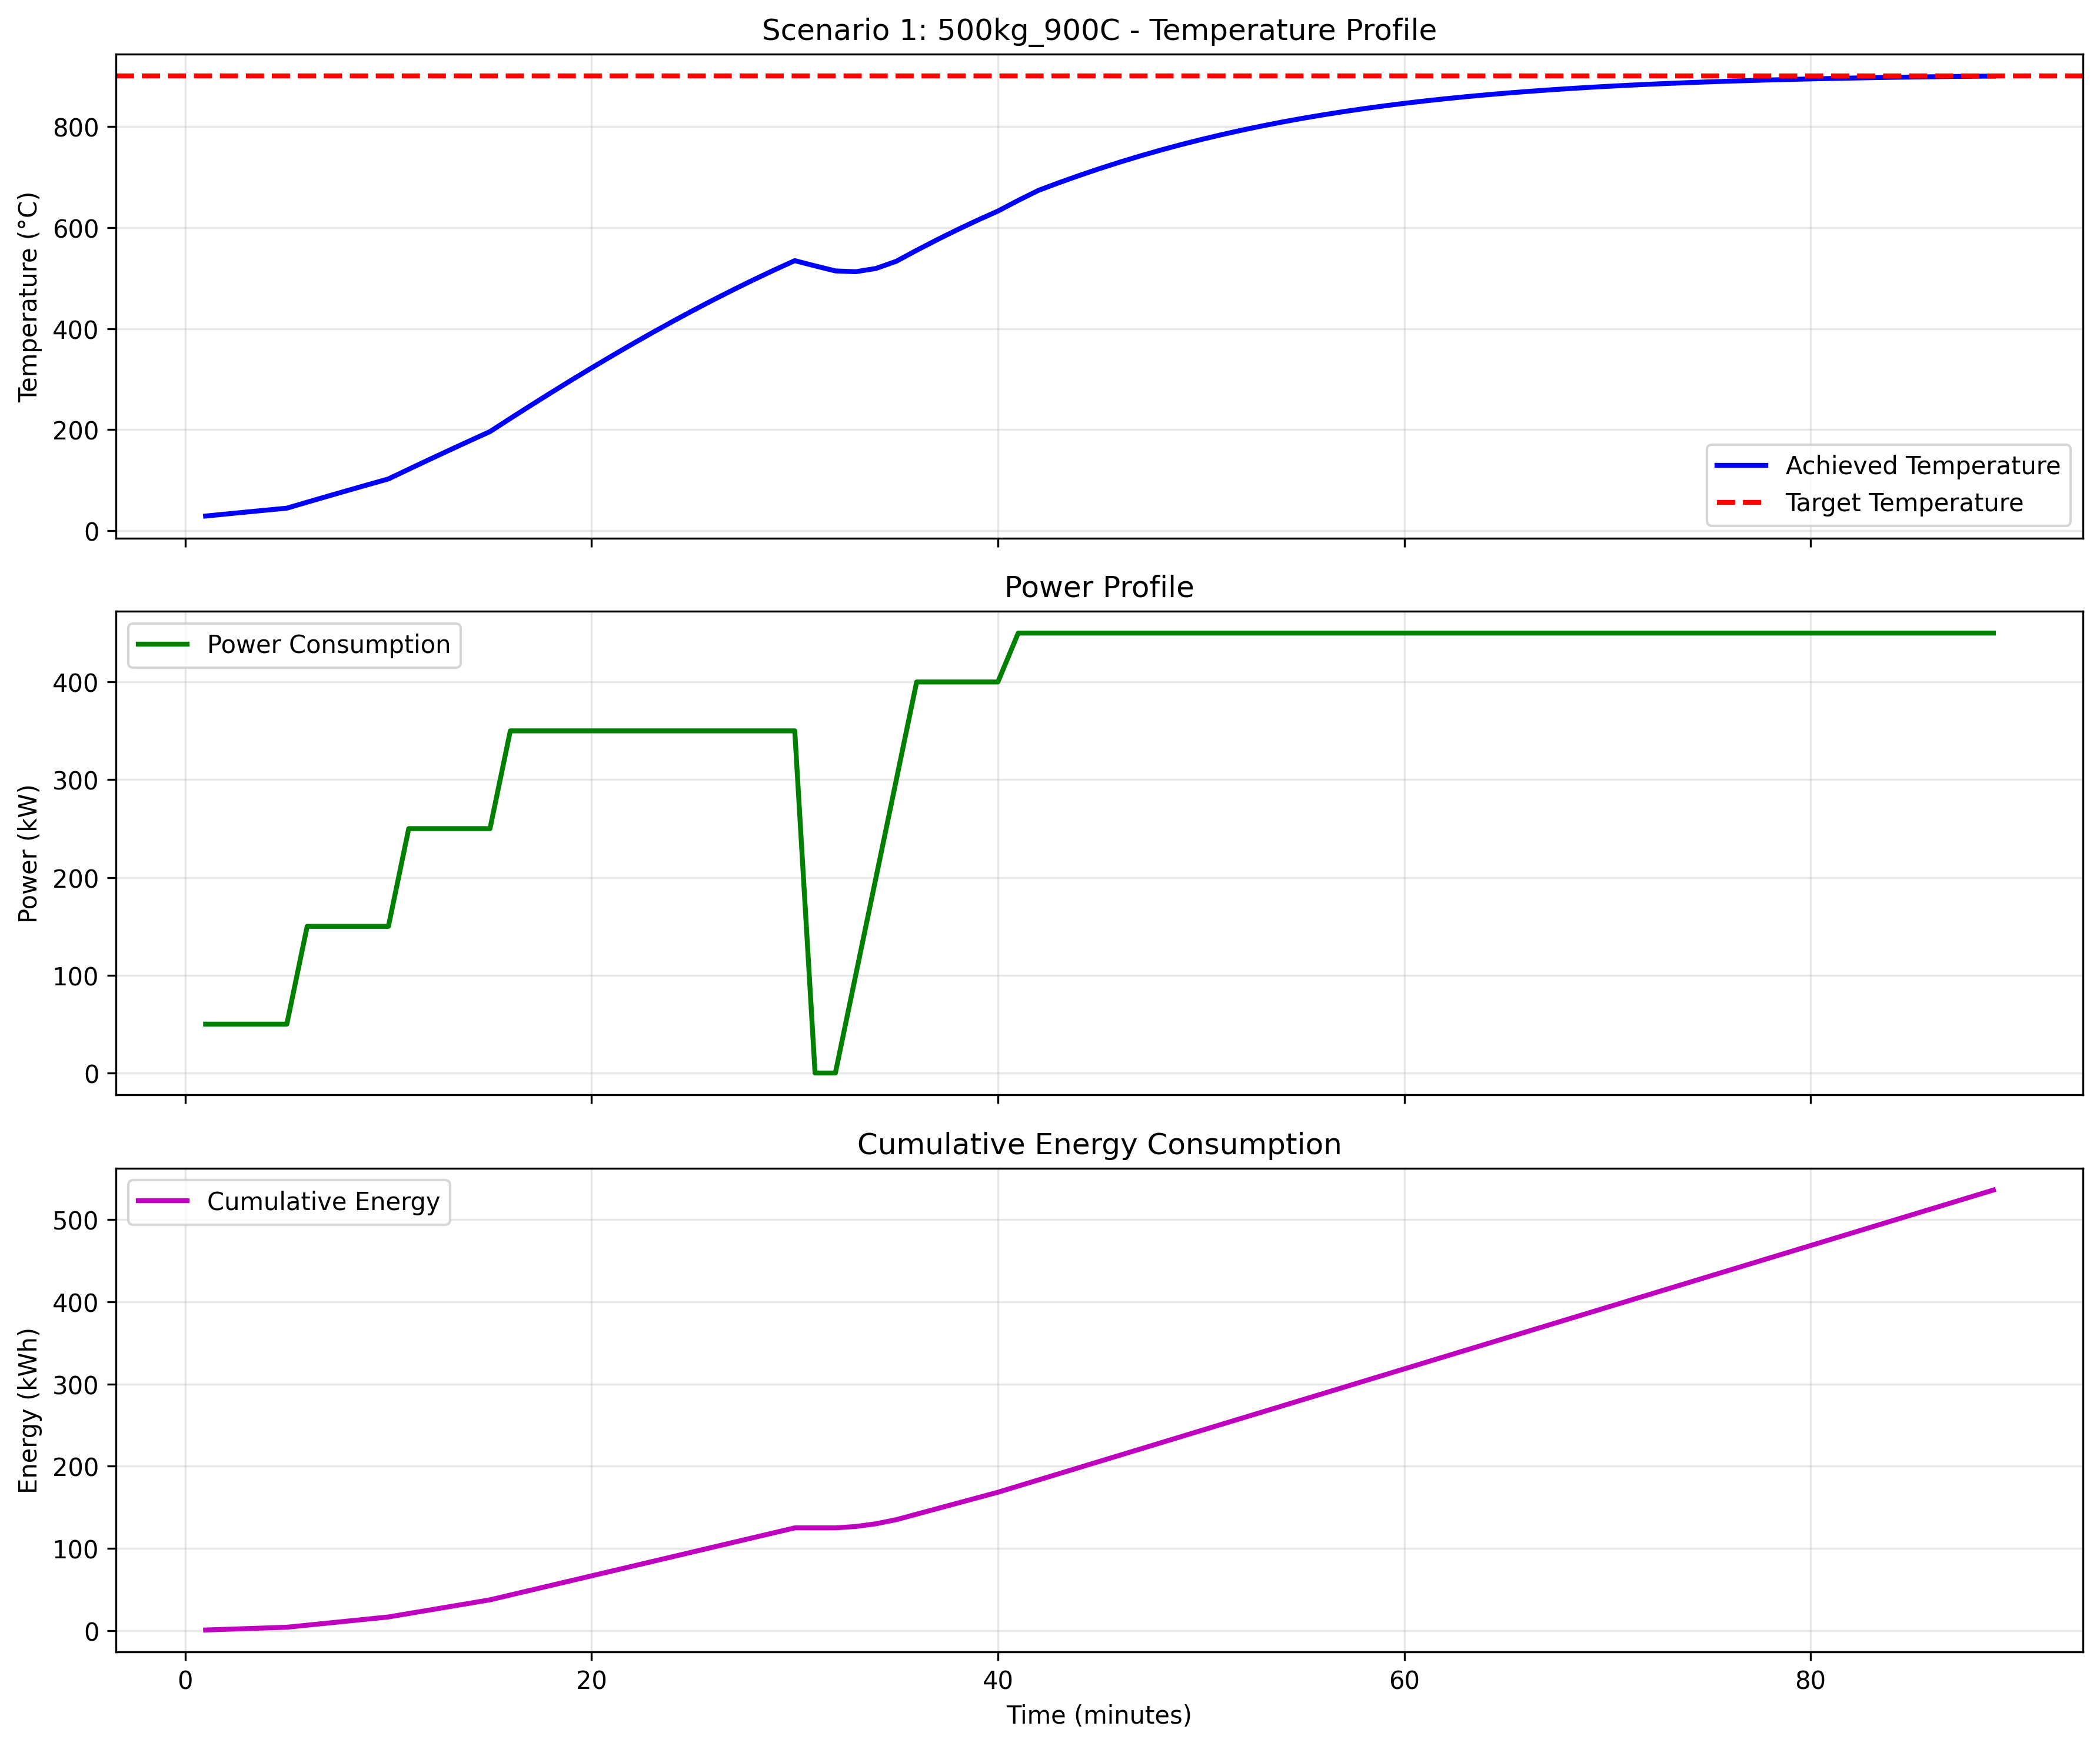 Scenario 1: 500kg_900C - Temperature Profile
Temperature (°C)
800
600
400
200
0
Achieved Temperature
Target Temperature
Power Profile
Power (kW)
400
300
200
100
0
Power Consumption
Cumulative Energy Consumption
Energy (kWh)
500
400
300
200
100
0
Cumulative Energy
0 20 40 60 80
Time (minutes)